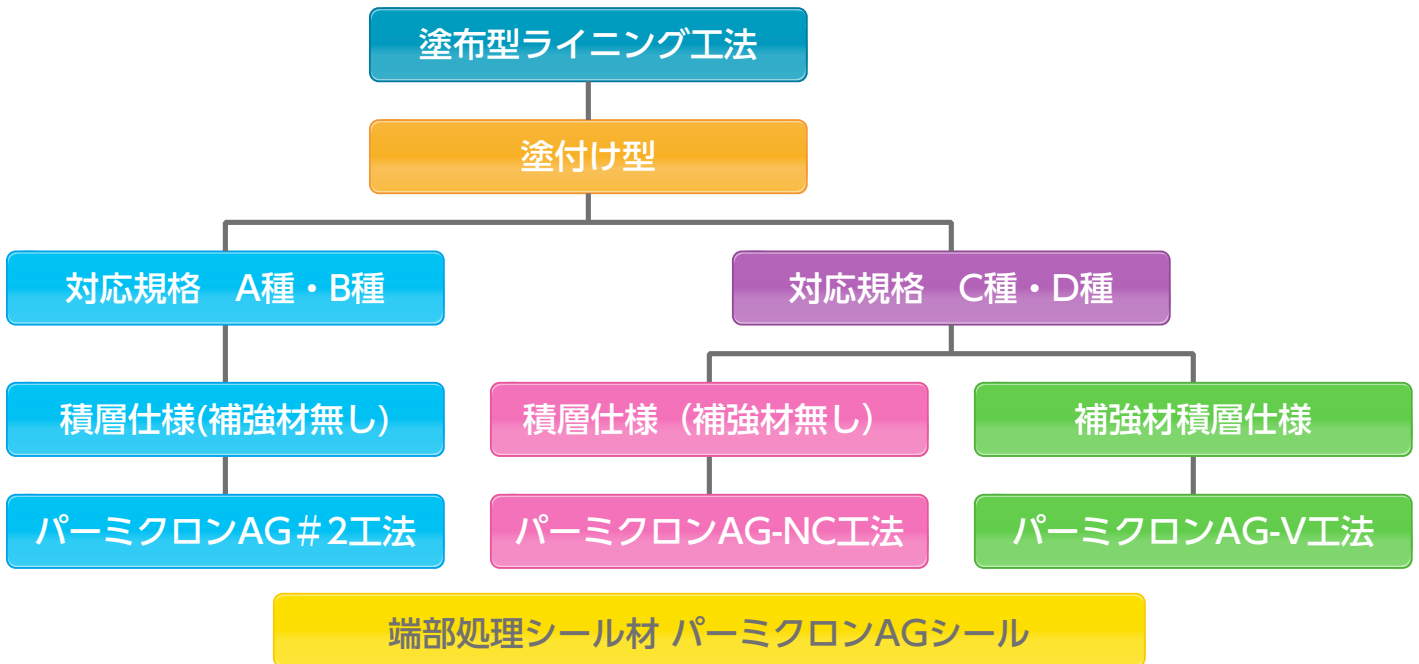 塗布型ライニング工法
塗付け型
対応規格　A種・B種
対応規格　C種・D種
積層仕様(補強材無し)
積層仕様（補強材無し）
補強材積層仕様
パーミクロンAG＃2工法
パーミクロンAG-NC工法
パーミクロンAG-V工法
端部処理シール材 パーミクロンAGシール